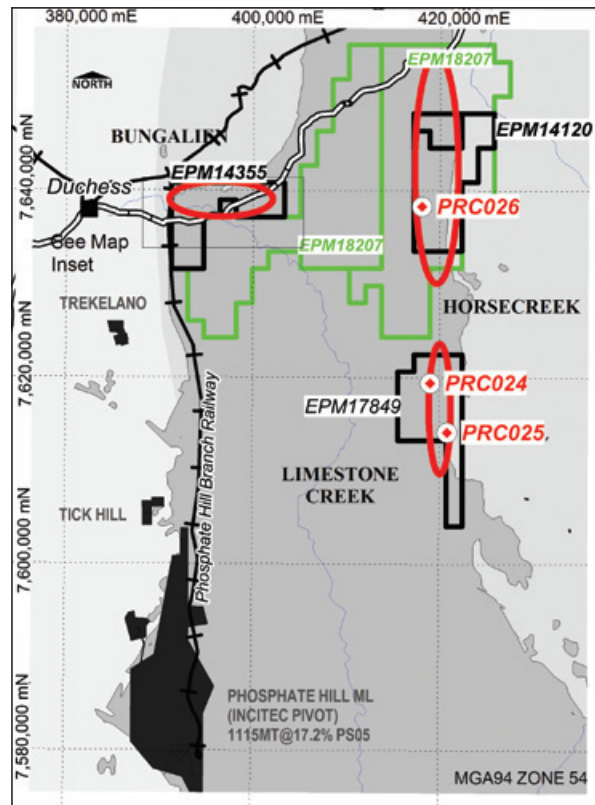 380,000 mE
400,000 mE
420,000 mE
EPM18207
NORTH
BUNGALIEN
EPM14120
EPM14355
7,640,000 mN
Duchess
PRC026
See Map
Inset
EPM18207
TREKELANO
HORSECREEK
7,620,000 mN
PRC024
EPM17849
PRC025,
Phosphate Hill Branch Railway
LIMESTONE
CREEK
TICK HILL
7,600,000 mN
PHOSPHATE HILL ML
(INCITEC PIVOT)
1115MT@17.2% PS05
7,580,000 mN
MGA94 ZONE 54